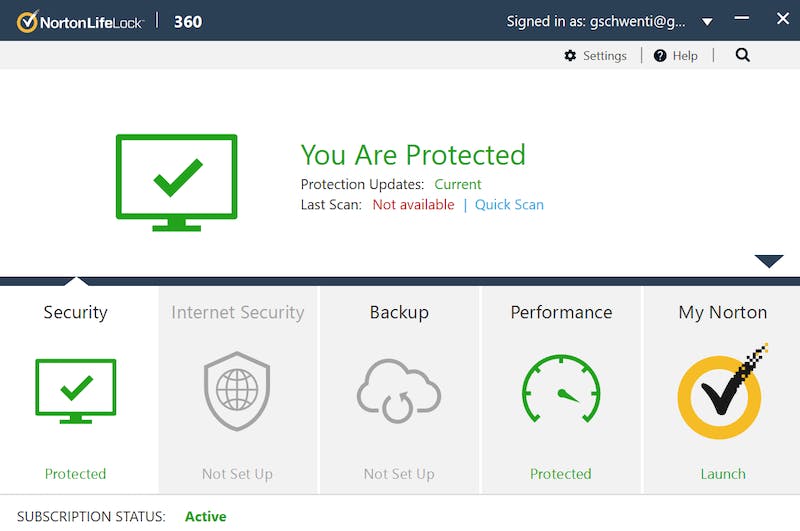 NortonLifeLock | 360 Signed in as: gschwenti@g...
Settings | Help |
You Are Protected
Protection Updates: Current
Last Scan: Not available | Quick Scan
Security Internet Security Backup Performance My Norton
Protected Not Set Up Not Set Up Protected Launch
SUBSCRIPTION STATUS: Active